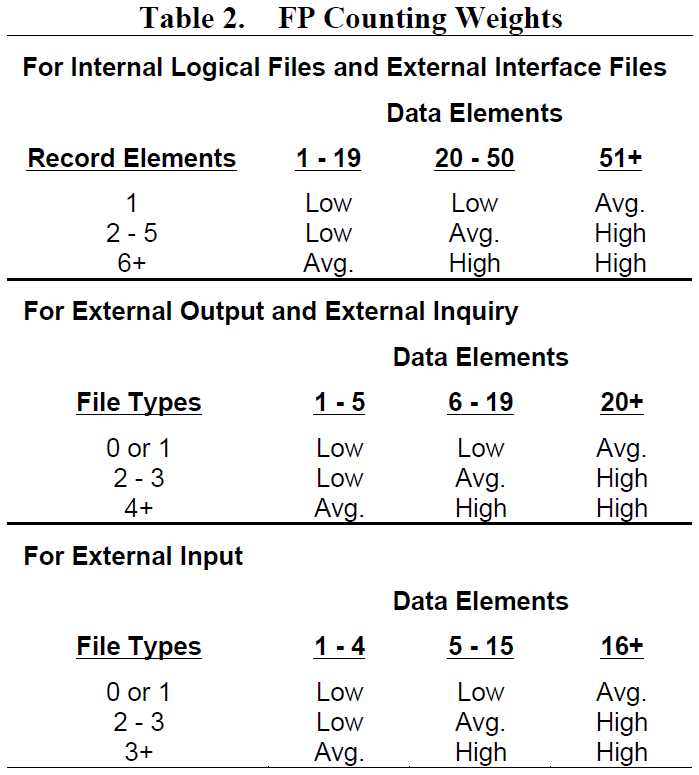 Table 2. FP Counting Weights
For Internal Logical Files and External Interface Files
Data Elements
Record Elements 1 - 19 20 - 50 51+
1 Low Low Avg.
2 - 5 Low Avg. High
6+ Avg. High High
For External Output and External Inquiry
Data Elements
File Types 1 - 5 6 - 19 20+
0 or 1 Low Low Avg.
2 - 3 Low Avg. High
4+ Avg. High High
For External Input
Data Elements
File Types 1 - 4 5 - 15 16+
0 or 1 Low Low Avg.
2 - 3 Low Avg. High
3+ Avg. High High